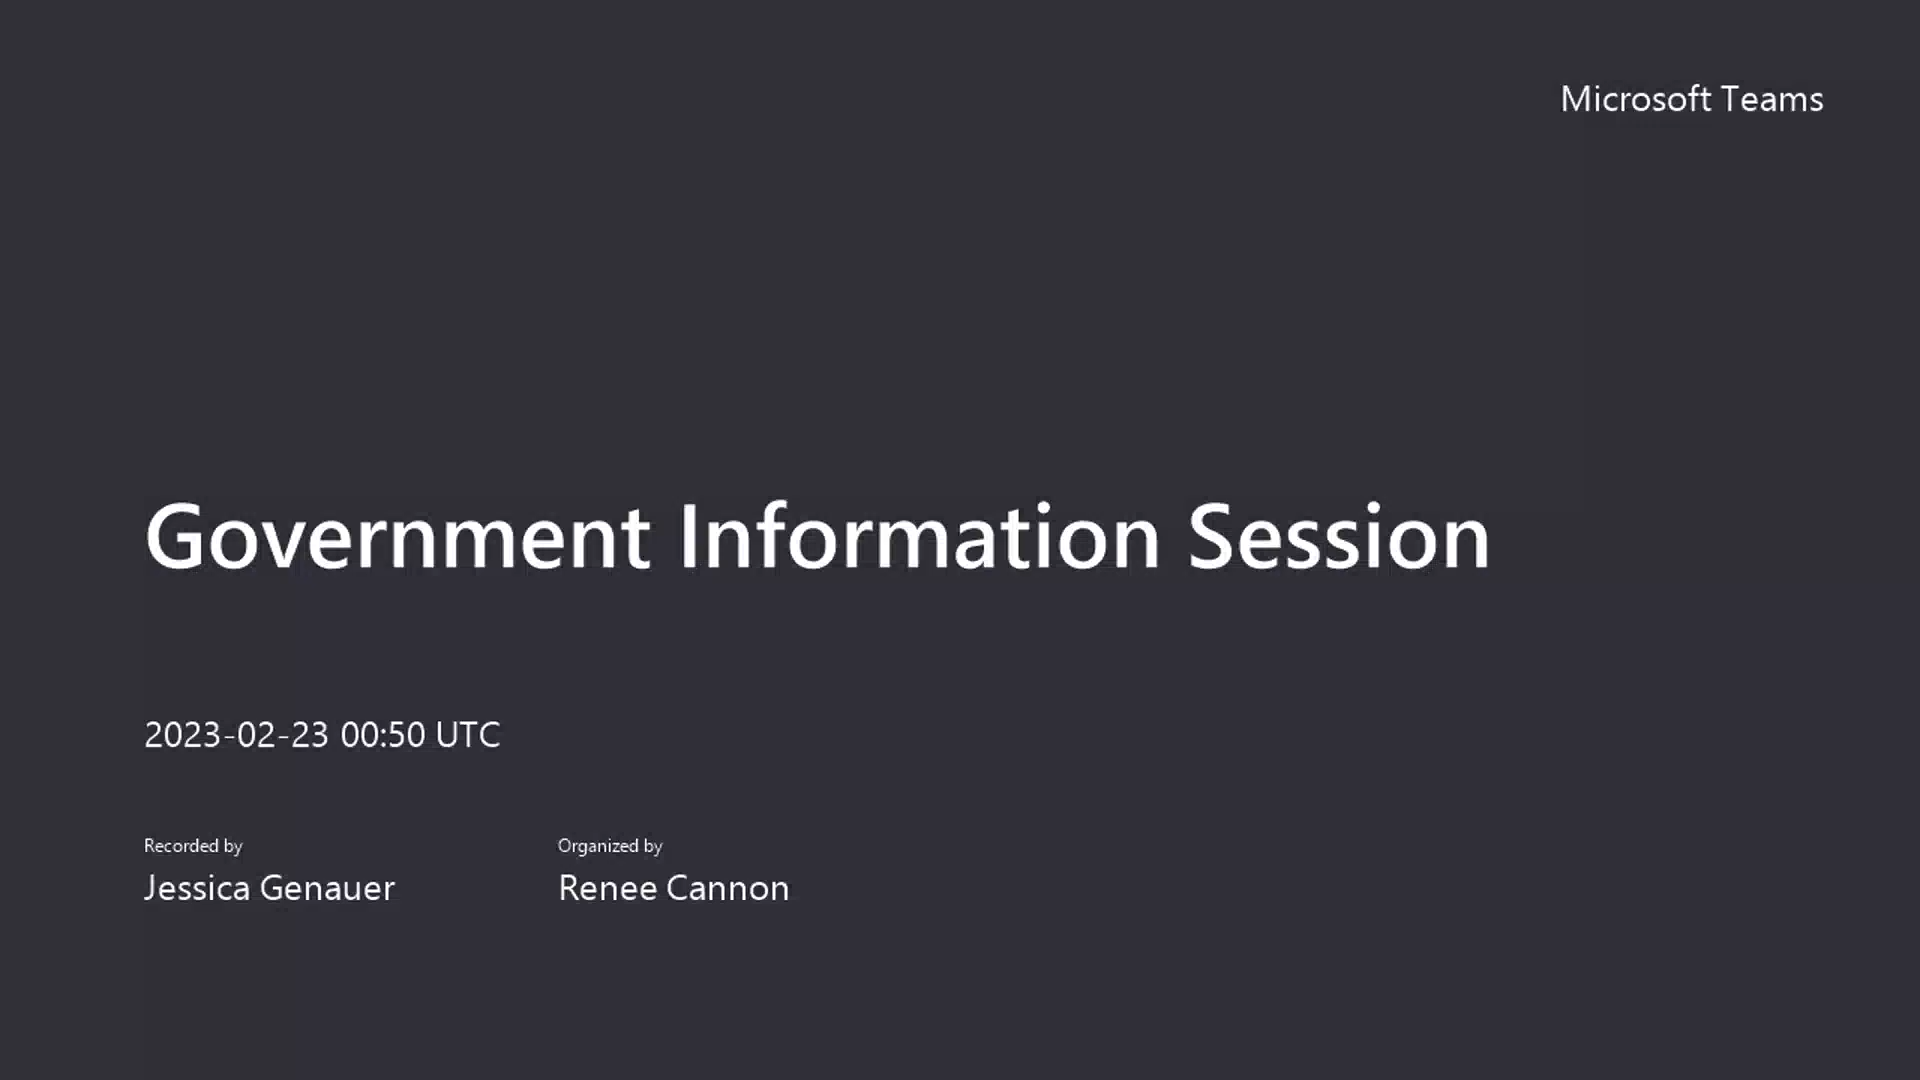 Microsoft Teams
Government Information Session
2023-02-23 00:50 UTC
Recorded by
Organized by
Jessica Genauer
Renee Cannon